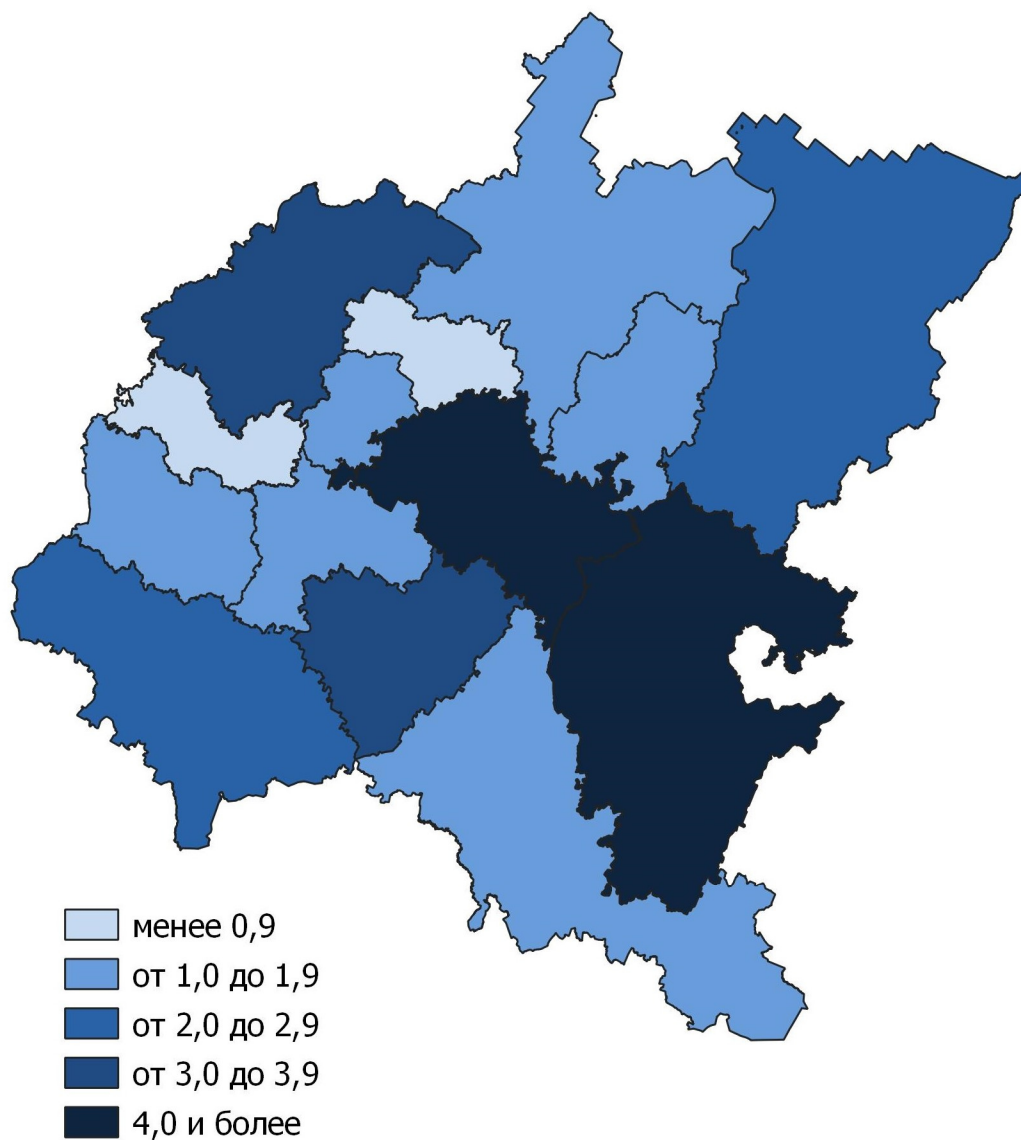 менее 0,9
от 1,0 до 1,9
от 2,0 до 2,9
от 3,0 до 3,9
4,0 и более